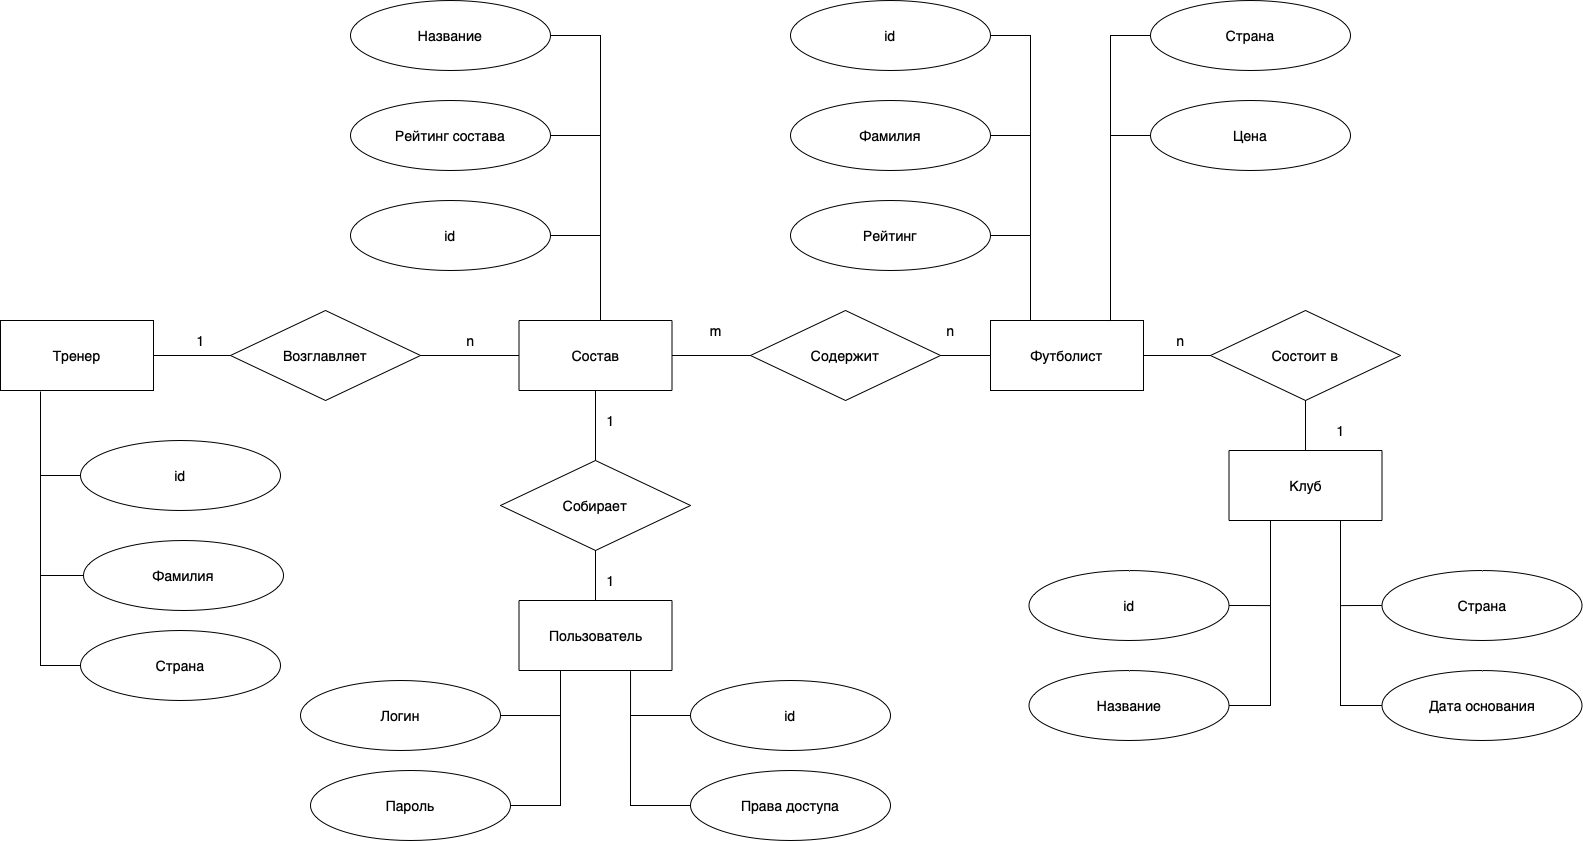 Название
id
Страна
Рейтинг состава
Фамилия
Цена
id
Рейтинг
Тренер
1
Возглавляет
n
Состав
m
Содержит
n
Футболист
n
Состоит в
1
1
id
Собирает
Клуб
Фамилия
1
Пользователь
id
Страна
Страна
Логин
id
Название
Дата основания
Пароль
Права доступа